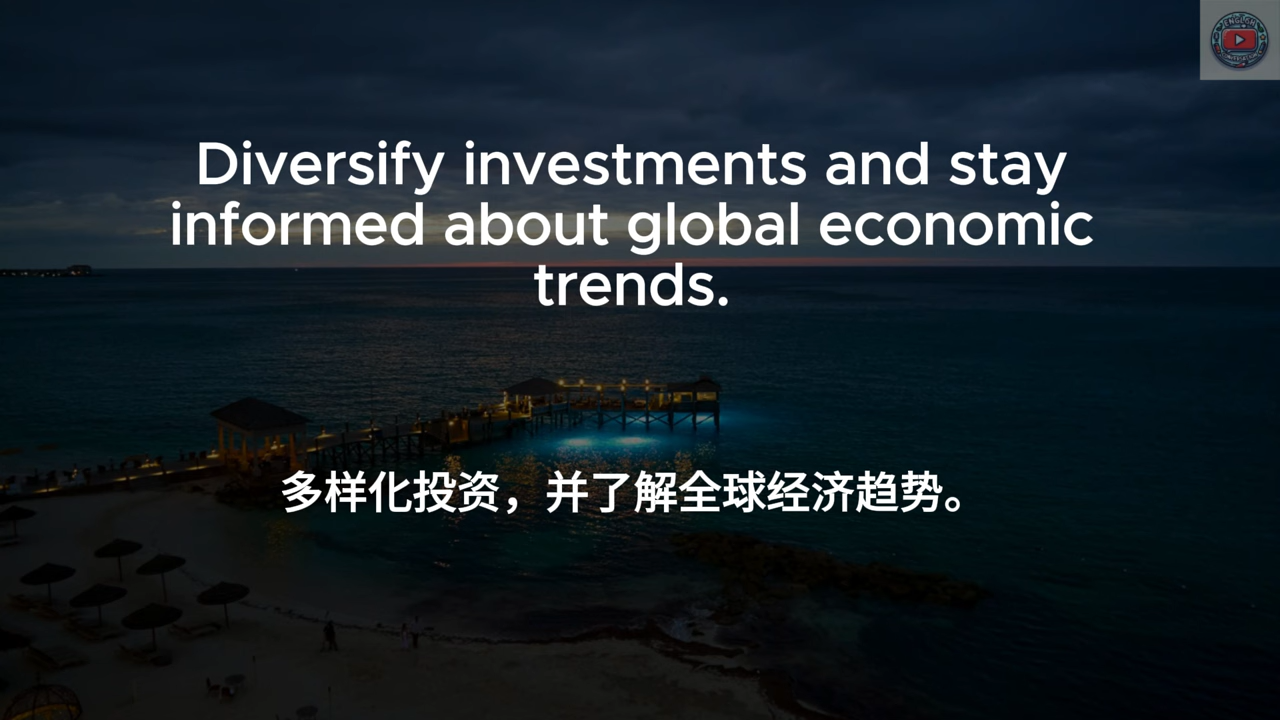 Diversify investments and stay
informed about global economic
trends.
多样化投资，并了解全球经济趋势。